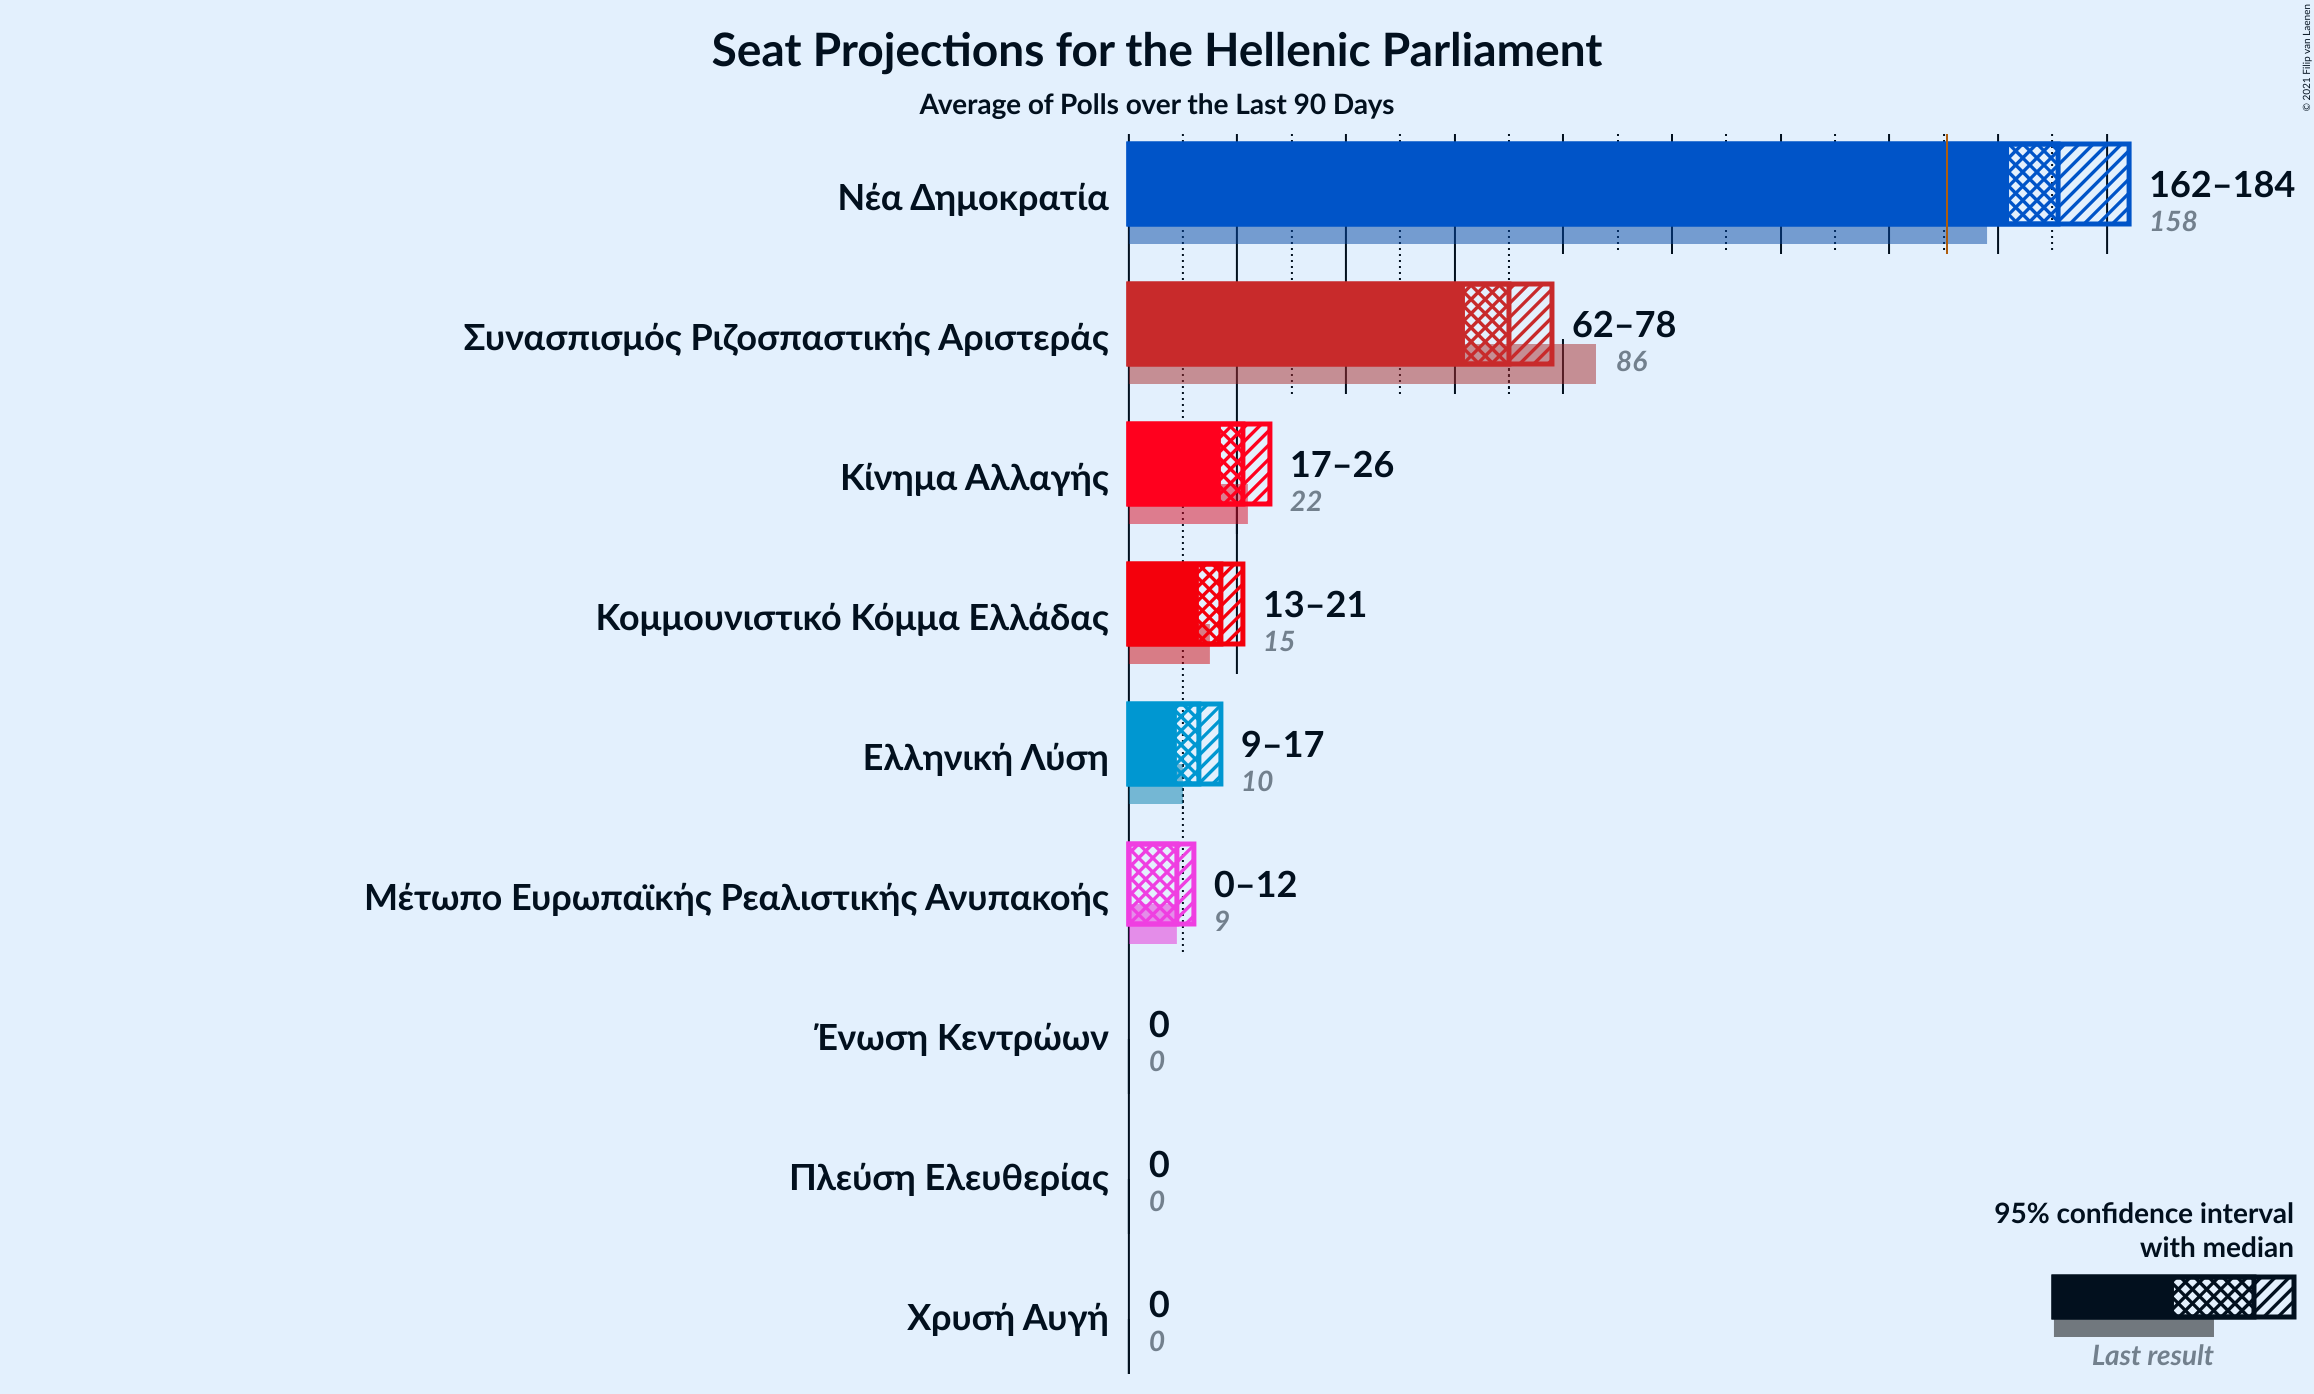 Seat Projections for the Hellenic Parliament
Average of Polls over the Last 90 Days
© 2021 Filip van Laenen
Νέα Δημοκρατία
162–184
158
Συνασπισμός Ριζοσπαστικής Αριστεράς
62–78
86
Κίνημα Αλλαγής
17–26
22
Κομμουνιστικό Κόμμα Ελλάδας
13–21
15
Ελληνική Λύση
9–17
10
Μέτωπο Ευρωπαϊκής Ρεαλιστικής Ανυπακοής
0–12
9
Ένωση Κεντρώων
0
0
Πλεύση Ελευθερίας
0
0
Χρυσή Αυγή
0
0
95% confidence interval
with median
Last result